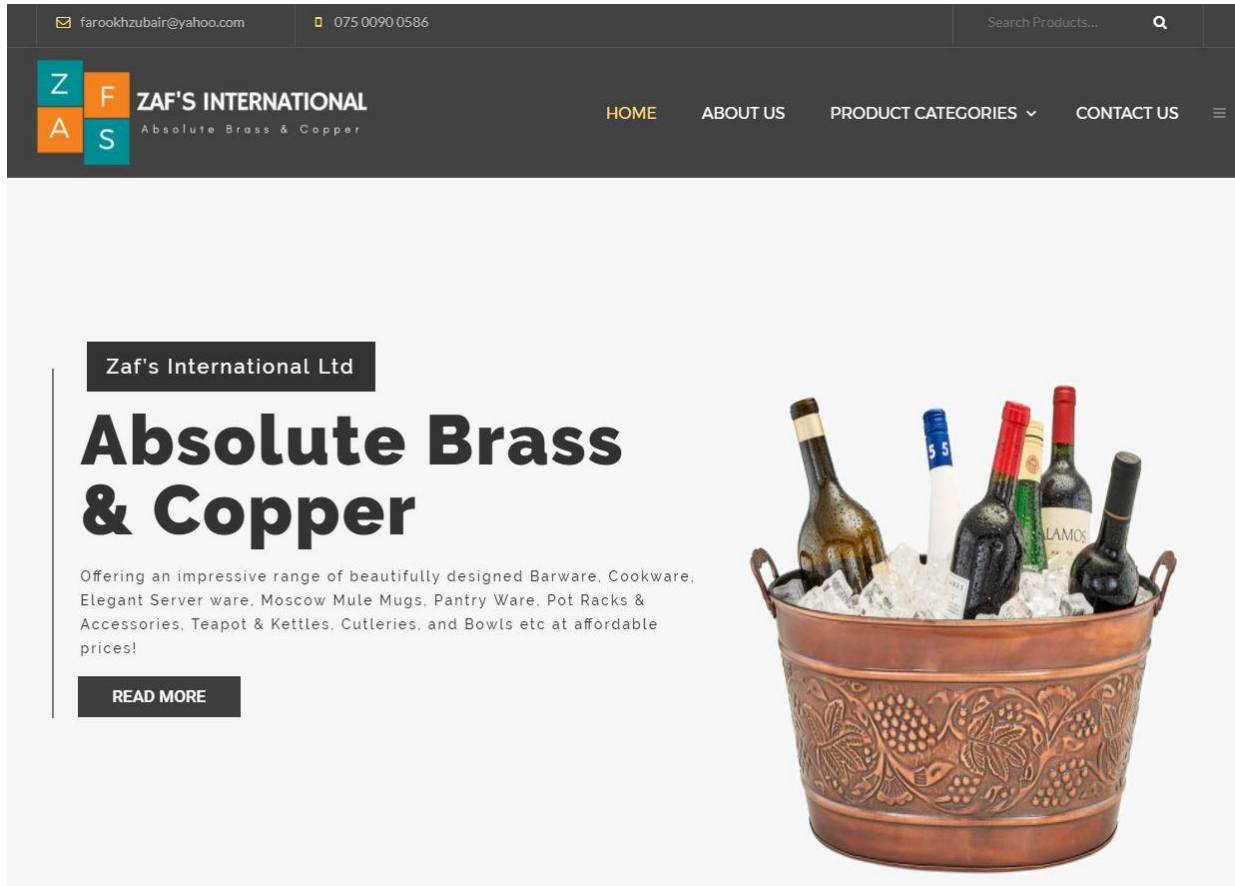 farookhzubair@yahoo.com
075 0090 0586
Search Products...
Z
F
A
S
ZAF'S INTERNATIONAL
Absolute Brass & Copper
HOME
ABOUT US
PRODUCT CATEGORIES
CONTACT US
Zaf's International Ltd
Absolute Brass
& Copper
Offering an impressive range of beautifully designed Barware, Cookware,
Elegant Server ware, Moscow Mule Mugs, Pantry Ware, Pot Racks &
Accessories, Teapot & Kettles, Cutleries, and Bowls etc at affordable
prices!
READ MORE
5 5
ALAMOS